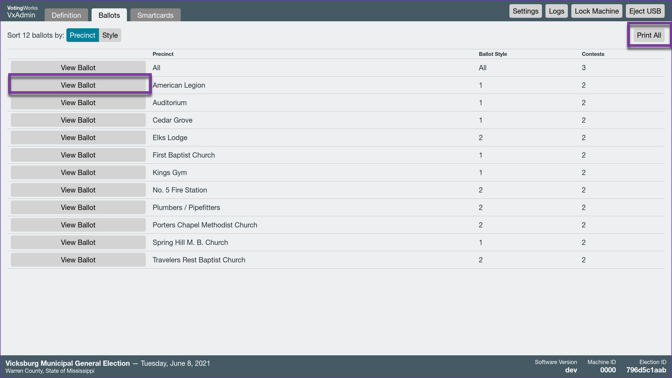 VotingWorks
VxAdmin Definition Ballots Smartcards Settings Logs Lock Machine Eject USB
Sort 12 ballots by: Precinct Style Print All
Precinct Ballot Style Contests
View Ballot All All 3
View Ballot American Legion 1 2
View Ballot Auditorium 1 2
View Ballot Cedar Grove 1 2
View Ballot Elks Lodge 2 2
View Ballot First Baptist Church 1 2
View Ballot Kings Gym 1 2
View Ballot No. 5 Fire Station 2 2
View Ballot Plumbers / Pipefitters 2 2
View Ballot Porters Chapel Methodist Church 2 2
View Ballot Spring Hill M. B. Church 1 2
View Ballot Travelers Rest Baptist Church 2 2
Vicksburg Municipal General Election — Tuesday, June 8, 2021
Warren County, State of Mississippi
Software Version Machine ID Election ID
dev 0000 796d5c1aab